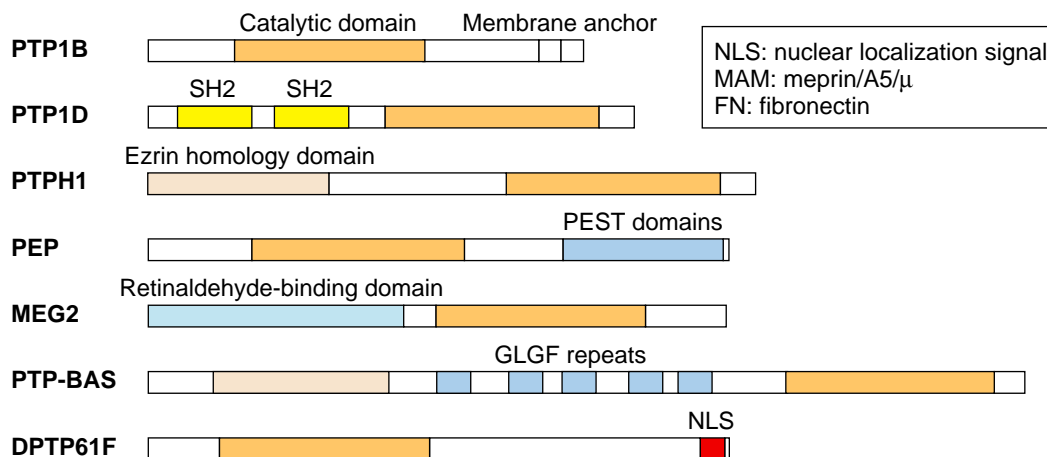 Catalytic domain Membrane anchor
PTP1B
NLS: nuclear localization signal
MAM: meprin/A5/μ
FN: fibronectin
SH2 SH2
PTP1D
Ezrin homology domain
PTPH1
PEST domains
PEP
Retinaldehyde-binding domain
MEG2
GLGF repeats
PTP-BAS
NLS
DPTP61F